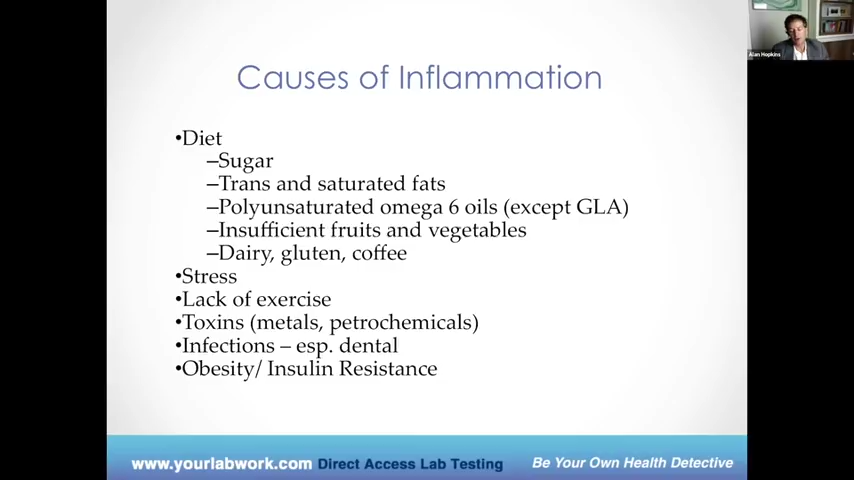 Alan Hopkins
Causes of Inflammation
•Diet
–Sugar
–Trans and saturated fats
–Polyunsaturated omega 6 oils (except GLA)
–Insufficient fruits and vegetables
–Dairy, gluten, coffee
•Stress
•Lack of exercise
•Toxins (metals, petrochemicals)
•Infections – esp. dental
•Obesity/ Insulin Resistance
www.yourlabwork.com Direct Access Lab Testing Be Your Own Health Detective